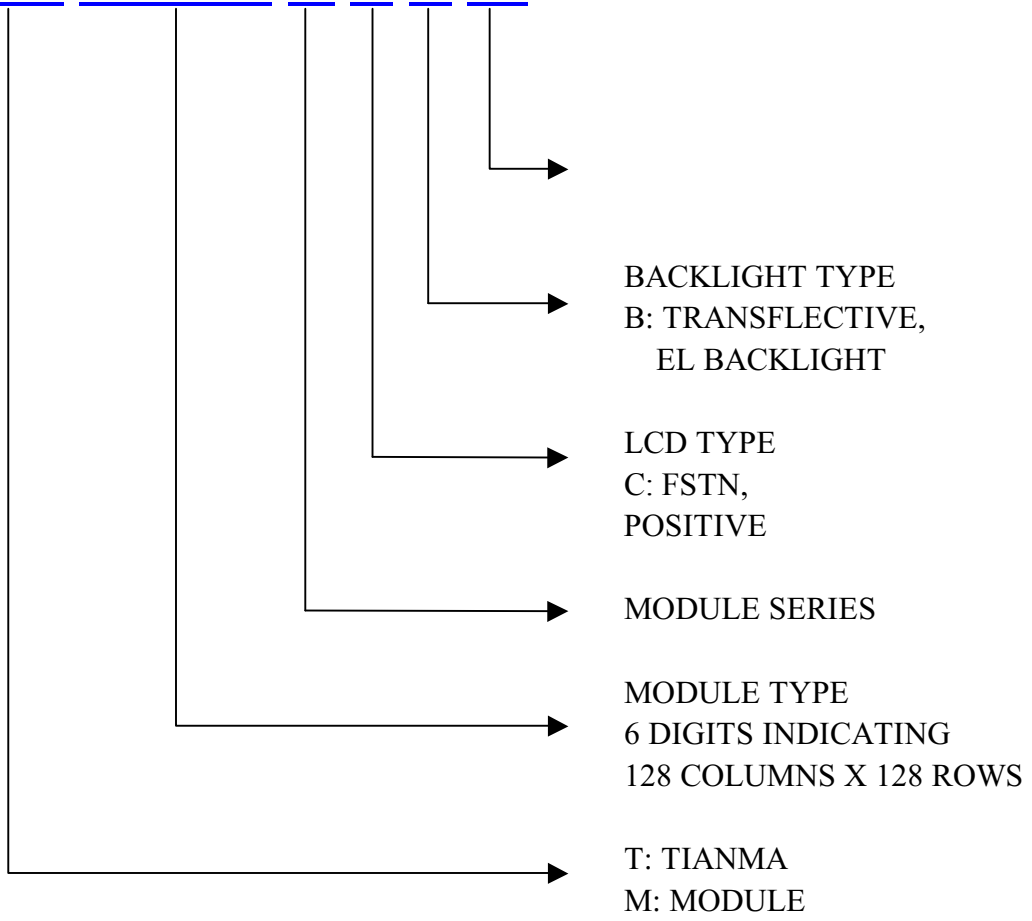 BACKLIGHT TYPE
B: TRANSFLECTIVE,
EL BACKLIGHT
LCD TYPE
C: FSTN,
POSITIVE
MODULE SERIES
MODULE TYPE
6 DIGITS INDICATING
128 COLUMNS X 128 ROWS
T: TIANMA
M: MODULE